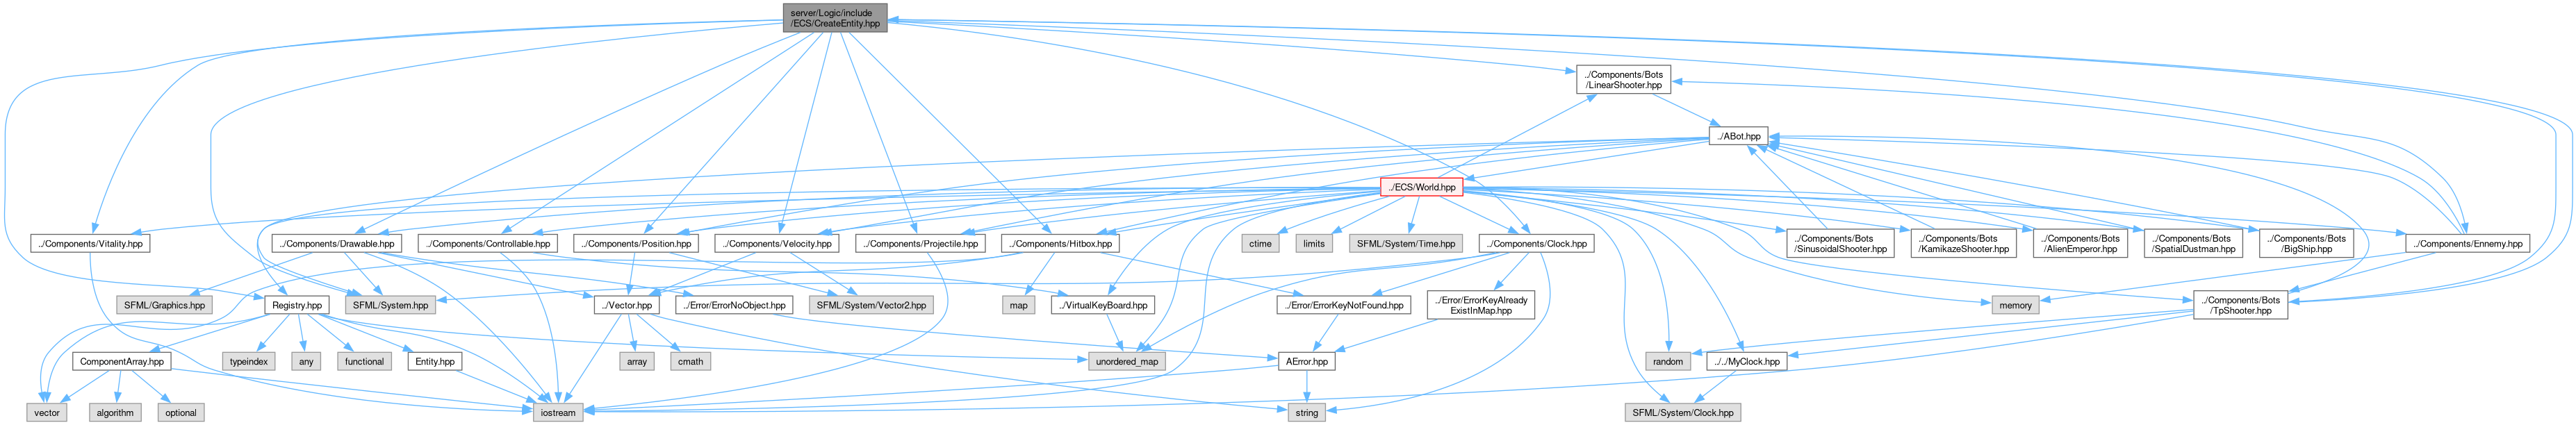 server/Logic/include
/ECS/CreateEntity.hpp
../Components/Bots
/LinearShooter.hpp
../ABot.hpp
../ECS/World.hpp
../Components/Vitality.hpp
../Components/Drawable.hpp
../Components/Controllable.hpp
../Components/Position.hpp
../Components/Velocity.hpp
../Components/Projectile.hpp
../Components/Hitbox.hpp
ctime
limits
SFML/System/Time.hpp
../Components/Clock.hpp
../Components/Bots
/SinusoidalShooter.hpp
../Components/Bots
/KamikazeShooter.hpp
../Components/Bots
/AlienEmperor.hpp
../Components/Bots
/SpatialDustman.hpp
../Components/Bots
/BigShip.hpp
../Components/Ennemy.hpp
SFML/Graphics.hpp
Registry.hpp
SFML/System.hpp
../Vector.hpp
../Error/ErrorNoObject.hpp
SFML/System/Vector2.hpp
map
../VirtualKeyBoard.hpp
../Error/ErrorKeyNotFound.hpp
../Error/ErrorKeyAlready
ExistInMap.hpp
memory
../Components/Bots
/TpShooter.hpp
ComponentArray.hpp
typeindex
any
functional
Entity.hpp
array
cmath
unordered_map
AError.hpp
random
../../MyClock.hpp
vector
algorithm
optional
iostream
string
SFML/System/Clock.hpp